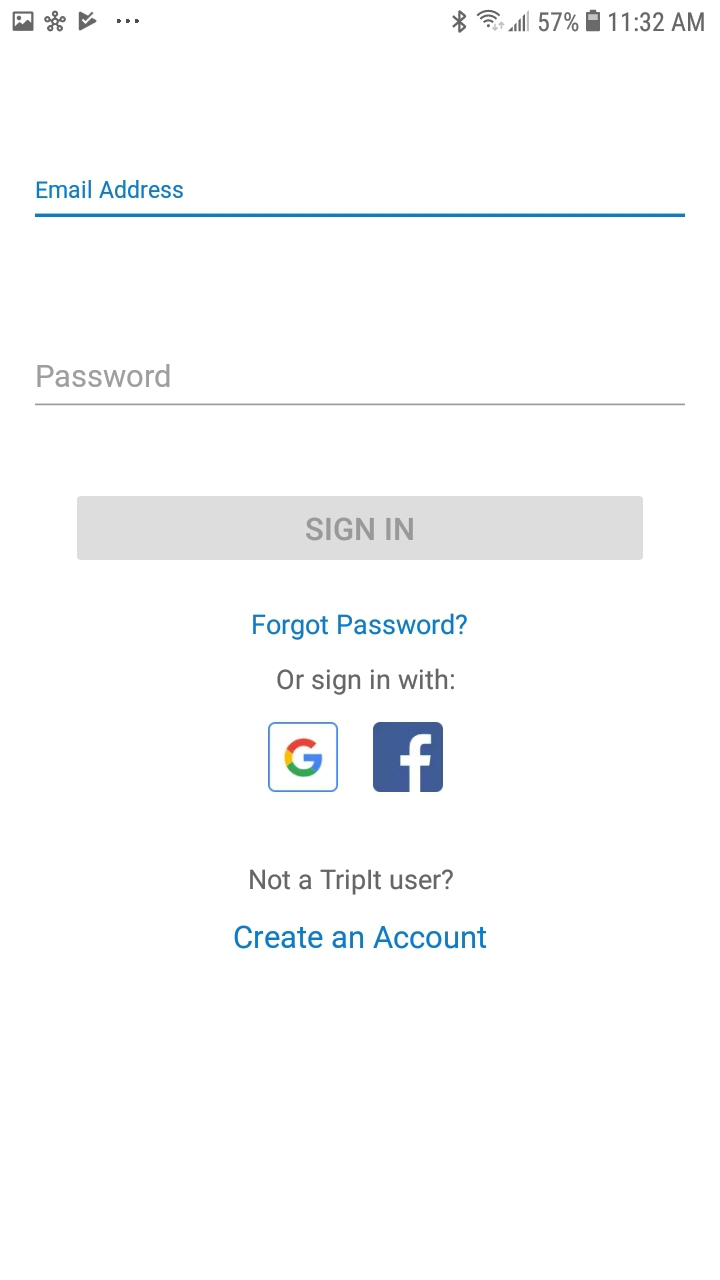 57% 11:32 AM
Email Address
Password
SIGN IN
Forgot Password?
Or sign in with:
Not a TripIt user?
Create an Account